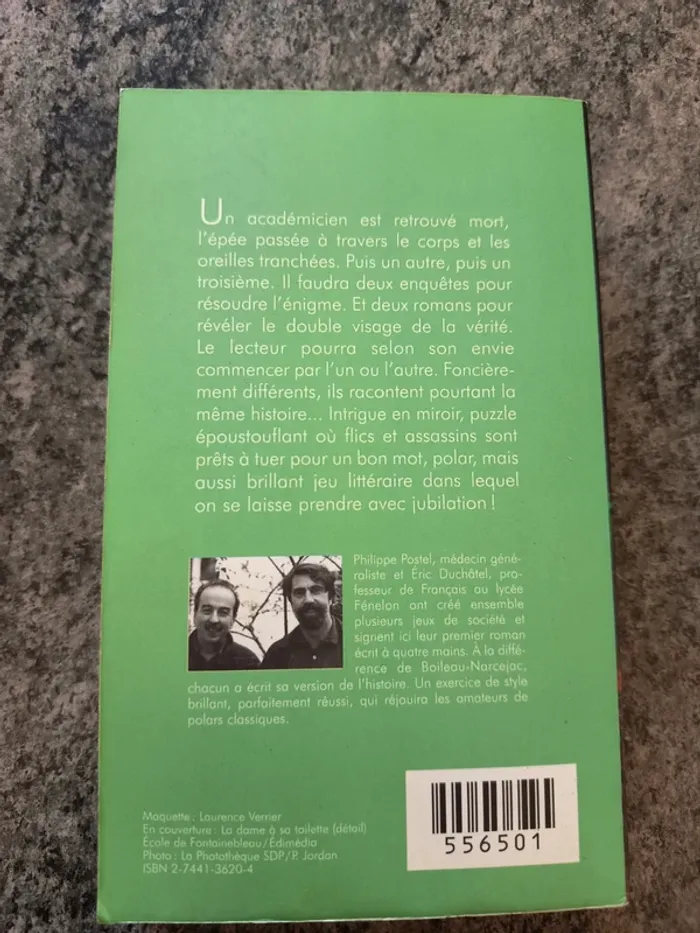 Un académicien est retrouvé mort,
l'épée passée à travers le corps et les
oreilles tranchées. Puis un autre, puis un
troisième. Il faudra deux enquêtes pour
résoudre l'énigme. Et deux romans pour
révéler le double visage de la vérité.
Le lecteur pourra selon son envie
commencer par l'un ou l'autre. Foncière-
ment différents, ils racontent pourtant la
même histoire... Intrigue en miroir, puzzle
époustouflant où flics et assassins sont
prêts à tuer pour un bon mot, polar, mais
aussi brillant jeu littéraire dans lequel
on se laisse prendre avec jubilation !
Philippe Postel, médecin géné-
raliste et Éric Duchâtel, pro-
fesseur de Français au lycée
Fénelon ont créé ensemble
plusieurs jeux de société et
signent ici leur premier roman
écrit à quatre mains. À la diffé-
rence de Boileau-Narcejac,
chacun a écrit sa version de l'histoire. Un exercice de style
brillant, parfaitement réussi, qui réjouira les amateurs de
polars classiques.
Maquette : Laurence Verrier
En couverture : La dame à sa toilette (détail)
École de Fontainebleau/Édimédia
Photo : La Photothèque SDP/P. Jordan
ISBN 2-7441-3620-4
556501